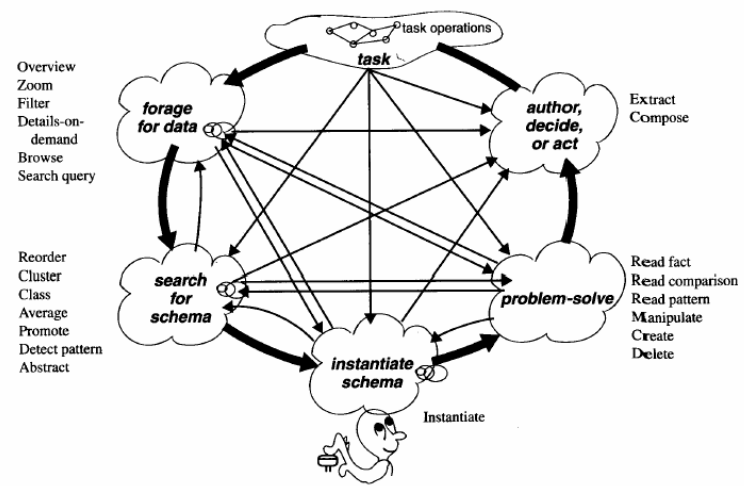 task operations
task
Overview
Zoom
Filter
Details-on-
demand
Browse
Search query
forage
for data
author,
decide,
or act
Extract
Compose
Reorder
Cluster
Class
Average
Promote
Detect pattern
Abstract
search
for
schema
problem-solve
Read fact
Read comparison
Read pattern
Manipulate
Create
Delete
instantiate
schema
Instantiate